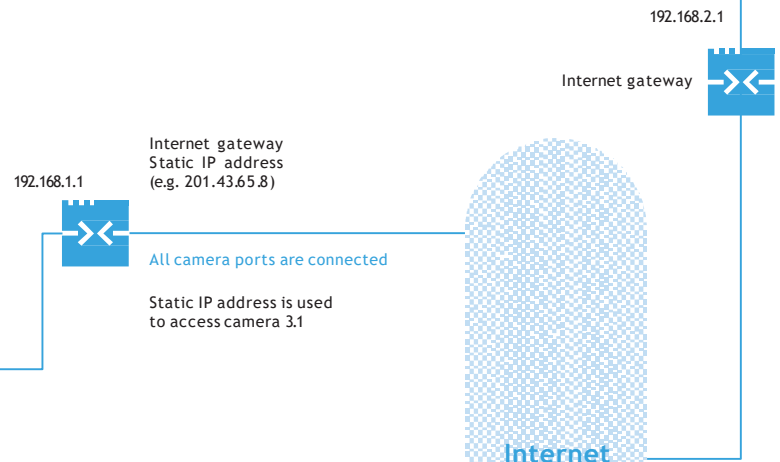 192.168.2.1
Internet gateway
Internet gateway
Static IP address
(e.g. 201.43.65.8)
192.168.1.1
All camera ports are connected
Static IP address is used
to access camera 3.1
Internet